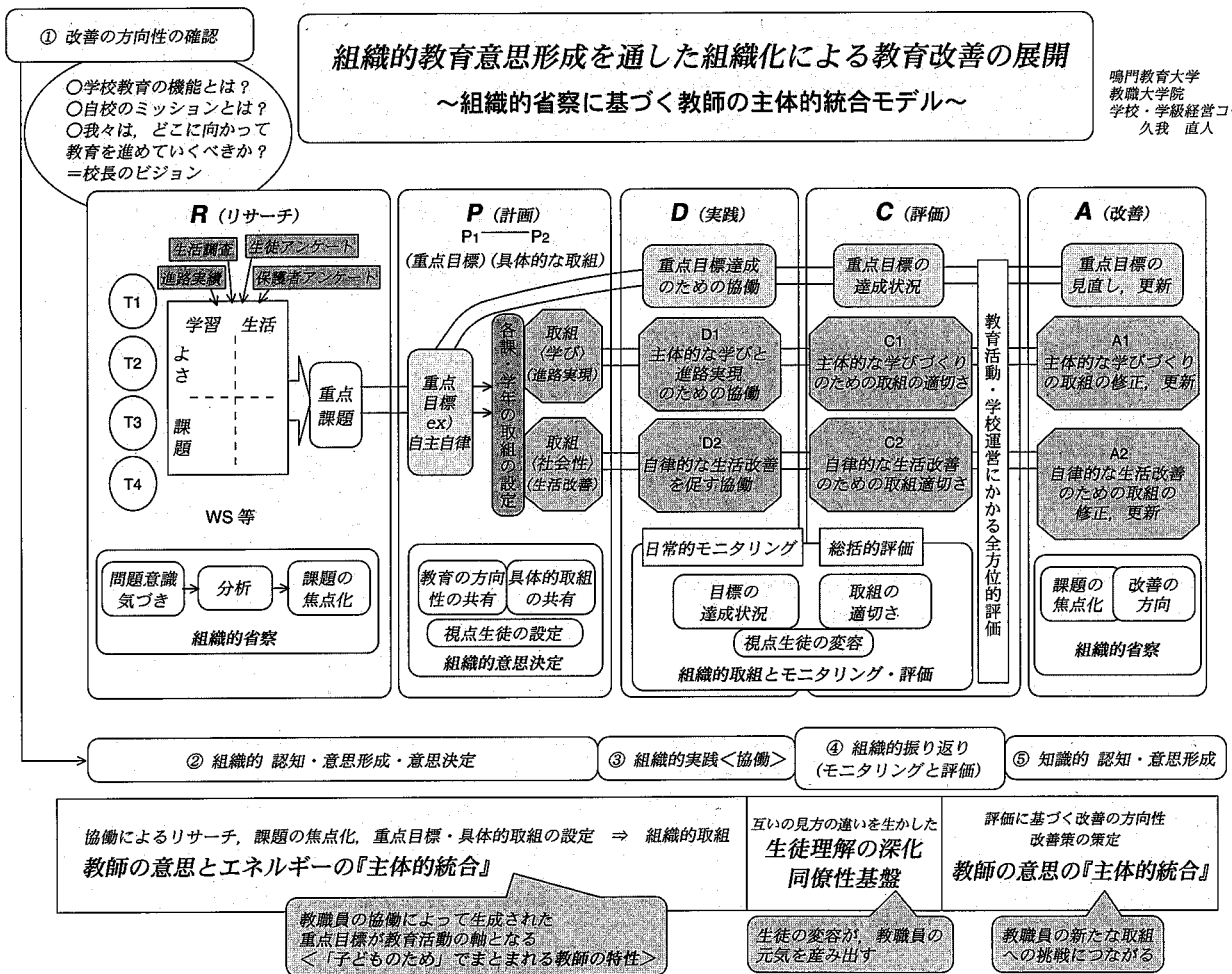 ① 改善の方向性の確認
○学校教育の機能とは？
○自校のミッションとは？
○我々は，どこに向かって
教育を進めていくべきか？
＝校長のビジョン
組織的教育意思形成を通した組織化による教育改善の展開
～組織的省察に基づく教師の主体的統合モデル～
鳴門教育大学
教職大学院
学校・学級経営コ
久我　直人
R（リサーチ）
生活調査
生徒アンケート
進路実績
保護者アンケート
T1
T2
T3
T4
学習
生活
よさ
課題
重点
課題
WS 等
問題意識
気づき
分析
課題の
焦点化
組織的省察
P（計画）
P1 ── P2
(重点目標) (具体的な取組)
重点
目標
ex)
自主自律
各課，学年の取組の設定
取組
(学び)
(進路実現)
取組
(社会性)
(生活改善)
教育の方向
性の共有
具体的取組
の共有
視点生徒の設定
組織的意思決定
D（実践）
重点目標達成
のための協働
D1
主体的な学びと
進路実現
のための協働
D2
自律的な生活改善
を促す協働
C（評価）
重点目標の
達成状況
C1
主体的な学びづくり
のための取組の適切さ
C2
自律的な生活改善
のための取組適切さ
日常的モニタリング
総括的評価
目標の
達成状況
取組の
適切さ
視点生徒の変容
組織的取組とモニタリング・評価
教育活動・学校運営にかかる全方位的評価
A（改善）
重点目標の
見直し，更新
A1
主体的な学びづくり
の取組の修正，更新
A2
自律的な生活改善
のための取組の
修正，更新
課題の
焦点化
改善の
方向
組織的省察
② 組織的 認知・意思形成・意思決定
③ 組織的実践＜協働＞
④ 組織的振り返り
(モニタリングと評価)
⑤ 知識的 認知・意思形成
協働によるリサーチ，課題の焦点化，重点目標・具体的取組の設定　⇒　組織的取組
教師の意思とエネルギーの『主体的統合』
教職員の協働によって生成された
重点目標が教育活動の軸となる
＜「子どものため」でまとまれる教師の特性＞
互いの見方の違いを生かした
生徒理解の深化
同僚性基盤
生徒の変容が，教職員の
元気を産み出す
評価に基づく改善の方向性
改善策の策定
教師の意思の『主体的統合』
教職員の新たな取組
への挑戦につながる